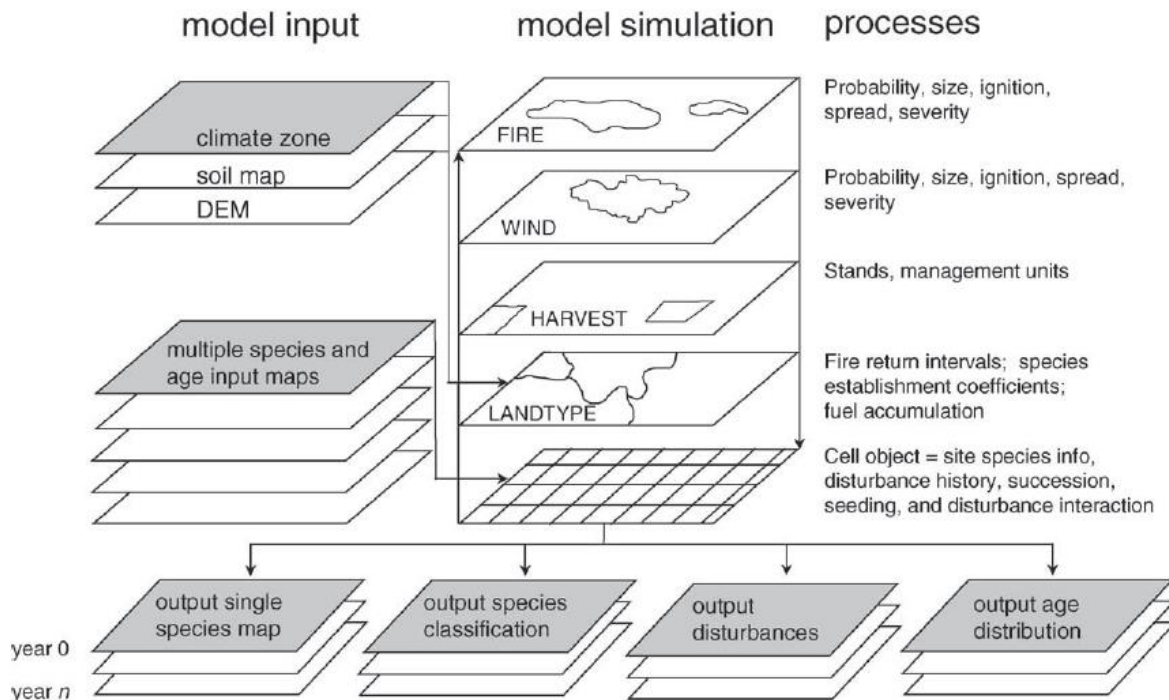 model input
model simulation
processes
climate zone
soil map
DEM
multiple species and
age input maps
FIRE
WIND
HARVEST
LANDTYPE
Probability, size, ignition,
spread, severity
Probability, size, ignition, spread,
severity
Stands, management units
Fire return intervals; species
establishment coefficients;
fuel accumulation
Cell object = site species info,
disturbance history, succession,
seeding, and disturbance interaction
output single
species map
output species
classification
output
disturbances
output age
distribution
year 0
year n